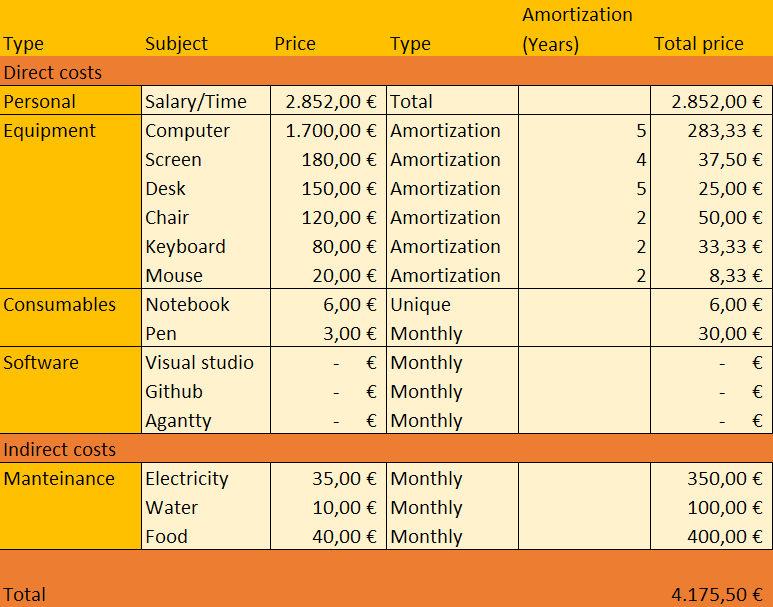 Type Subject Price Type Amortization (Years) Total price
Direct costs
Personal Salary/Time 2.852,00 € Total 2.852,00 €
Equipment Computer 1.700,00 € Amortization 5 283,33 €
Screen 180,00 € Amortization 4 37,50 €
Desk 150,00 € Amortization 5 25,00 €
Chair 120,00 € Amortization 2 50,00 €
Keyboard 80,00 € Amortization 2 33,33 €
Mouse 20,00 € Amortization 2 8,33 €
Consumables Notebook 6,00 € Unique 6,00 €
Pen 3,00 € Monthly 30,00 €
Software Visual studio - € Monthly - €
Github - € Monthly - €
Agantty - € Monthly - €
Indirect costs
Manteinance Electricity 35,00 € Monthly 350,00 €
Water 10,00 € Monthly 100,00 €
Food 40,00 € Monthly 400,00 €
Total 4.175,50 €